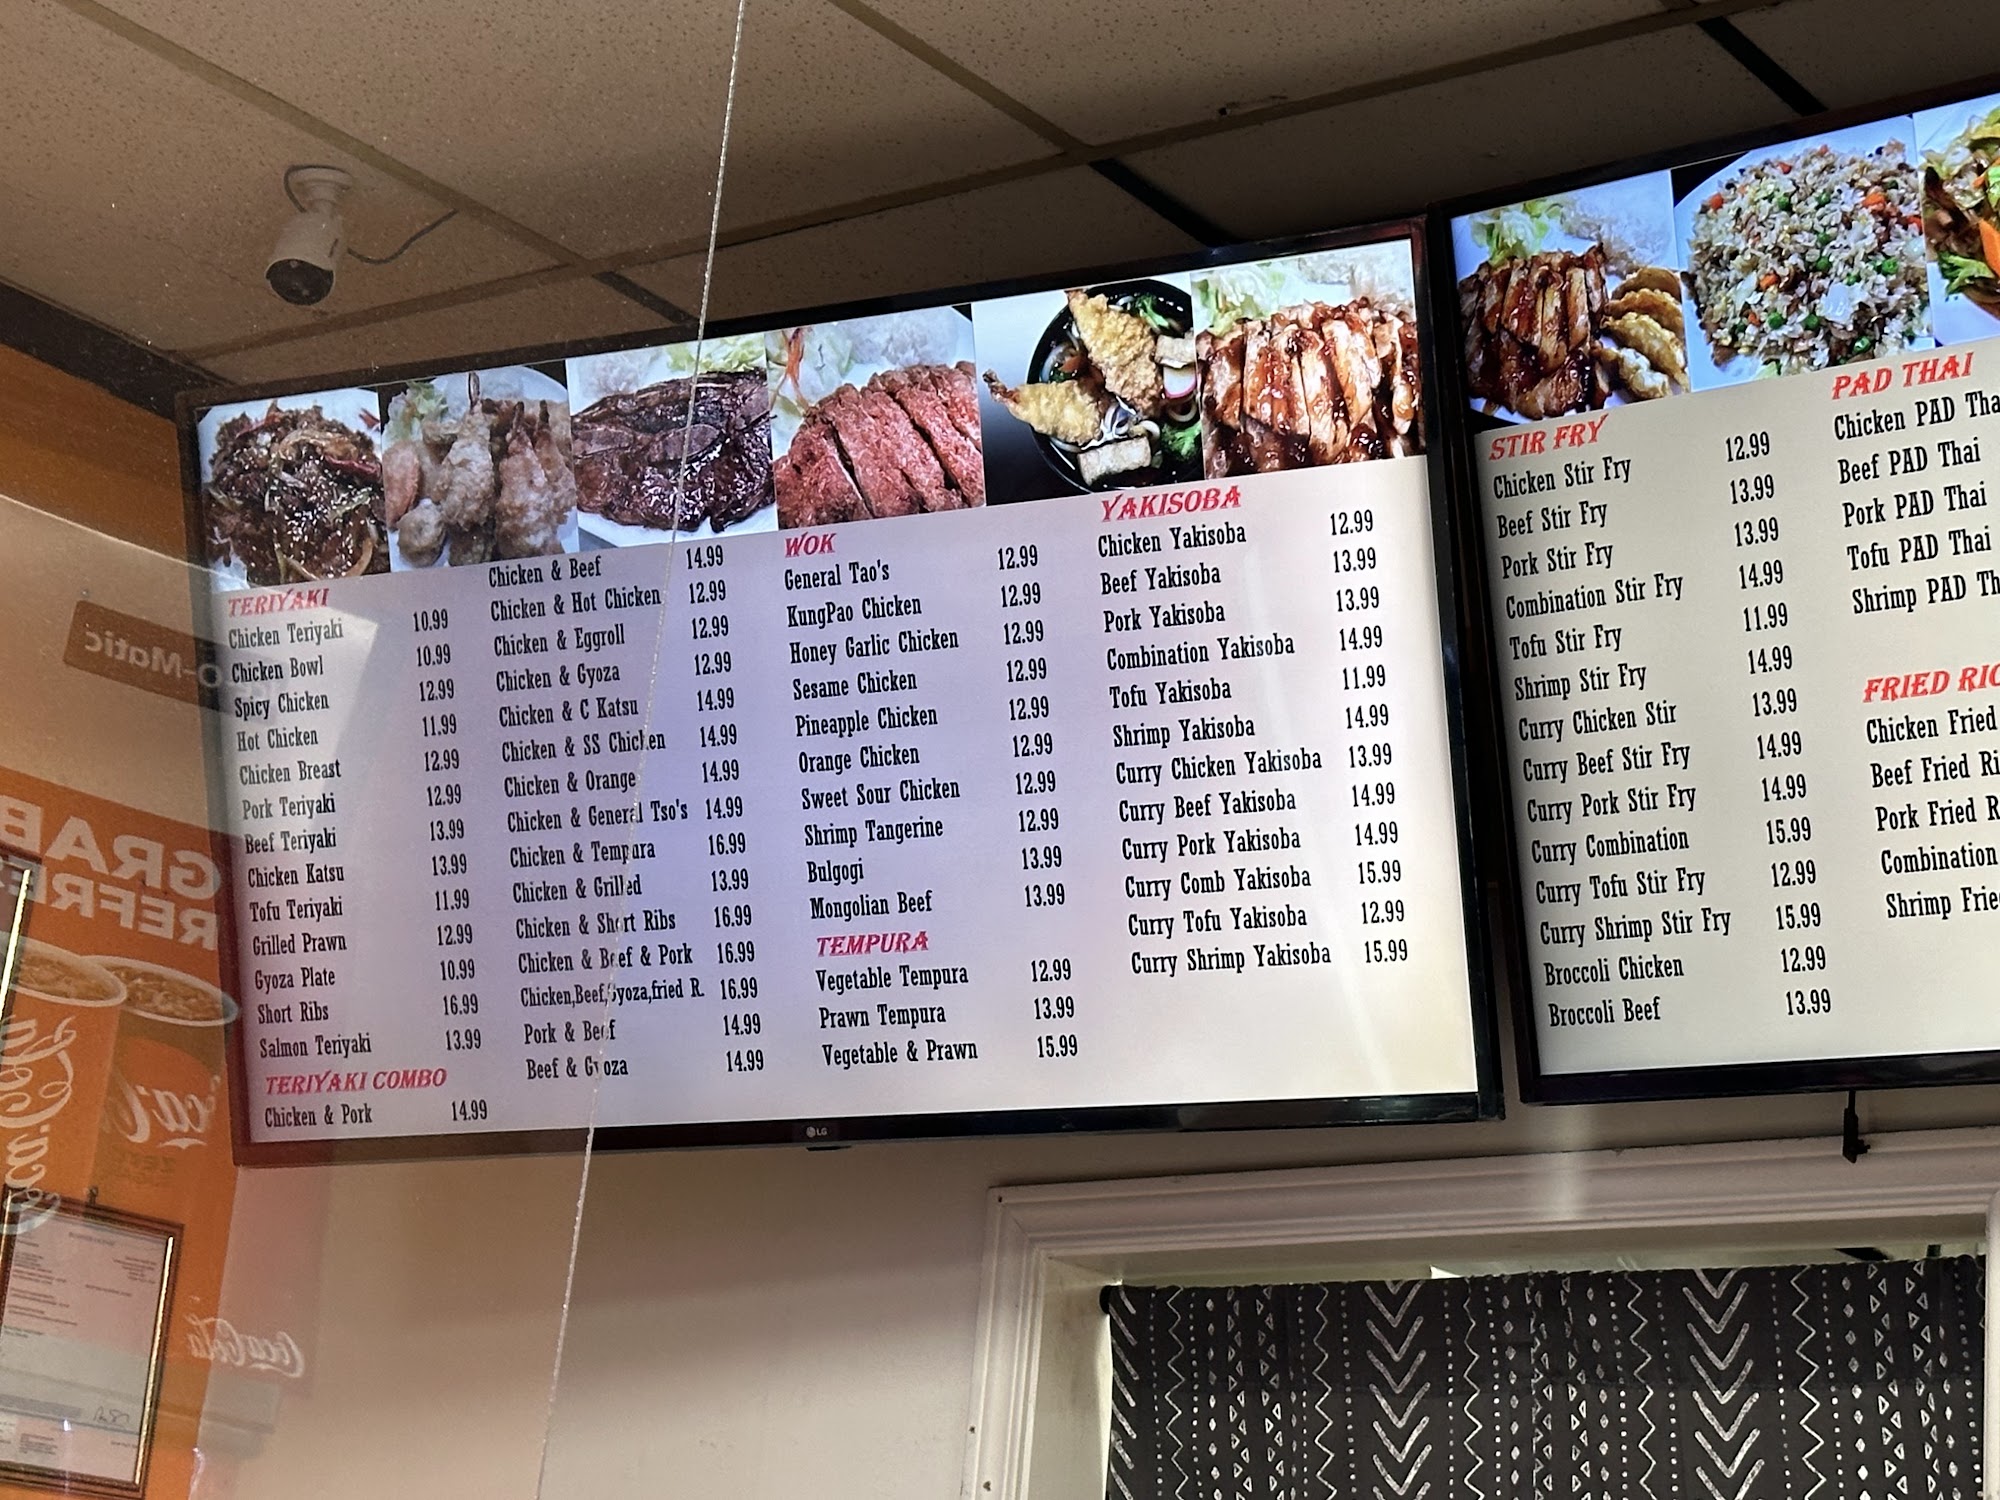 TERIYAKI
Chicken Teriyaki 10.99
Chicken Bowl 10.99
Spicy Chicken 12.99
Hot Chicken 11.99
Chicken Breast 12.99
Pork Teriyaki 12.99
Beef Teriyaki 13.99
Chicken Katsu 13.99
Tofu Teriyaki 11.99
Grilled Prawn 12.99
Gyoza Plate 10.99
Short Ribs 16.99
Salmon Teriyaki 13.99
TERIYAKI COMBO
Chicken & Pork 14.99
Chicken & Beef 14.99
Chicken & Hot Chicken 12.99
Chicken & Eggroll 12.99
Chicken & Gyoza 12.99
Chicken & C Katsu 14.99
Chicken & SS Chicken 14.99
Chicken & Orange 14.99
Chicken & General Tso's 14.99
Chicken & Tempura 16.99
Chicken & Grilled 13.99
Chicken & Short Ribs 16.99
Chicken & Beef & Pork 16.99
Chicken,Beef,Gyoza,fried R. 16.99
Pork & Beef 14.99
Beef & Gyoza 14.99
WOK
General Tao's 12.99
KungPao Chicken 12.99
Honey Garlic Chicken 12.99
Sesame Chicken 12.99
Pineapple Chicken 12.99
Orange Chicken 12.99
Sweet Sour Chicken 12.99
Shrimp Tangerine 12.99
Bulgogi 13.99
Mongolian Beef 13.99
TEMPURA
Vegetable Tempura 12.99
Prawn Tempura 13.99
Vegetable & Prawn 15.99
YAKISOBA
Chicken Yakisoba 12.99
Beef Yakisoba 13.99
Pork Yakisoba 13.99
Combination Yakisoba 14.99
Tofu Yakisoba 11.99
Shrimp Yakisoba 14.99
Curry Chicken Yakisoba 13.99
Curry Beef Yakisoba 14.99
Curry Pork Yakisoba 14.99
Curry Comb Yakisoba 15.99
Curry Tofu Yakisoba 12.99
Curry Shrimp Yakisoba 15.99
LG
STIR FRY
Chicken Stir Fry 12.99
Beef Stir Fry 13.99
Pork Stir Fry 13.99
Combination Stir Fry 14.99
Tofu Stir Fry 11.99
Shrimp Stir Fry 14.99
Curry Chicken Stir 13.99
Curry Beef Stir Fry 14.99
Curry Pork Stir Fry 14.99
Curry Combination 15.99
Curry Tofu Stir Fry 12.99
Curry Shrimp Stir Fry 15.99
Broccoli Chicken 12.99
Broccoli Beef 13.99
PAD THAI
Chicken PAD Tha
Beef PAD Thai
Pork PAD Thai
Tofu PAD Thai
Shrimp PAD Th
FRIED RIC
Chicken Fried
Beef Fried Ri
Pork Fried R
Combination
Shrimp Frie
O-Matic
GRAB
REFRE
Coca-Cola
Coca-Cola